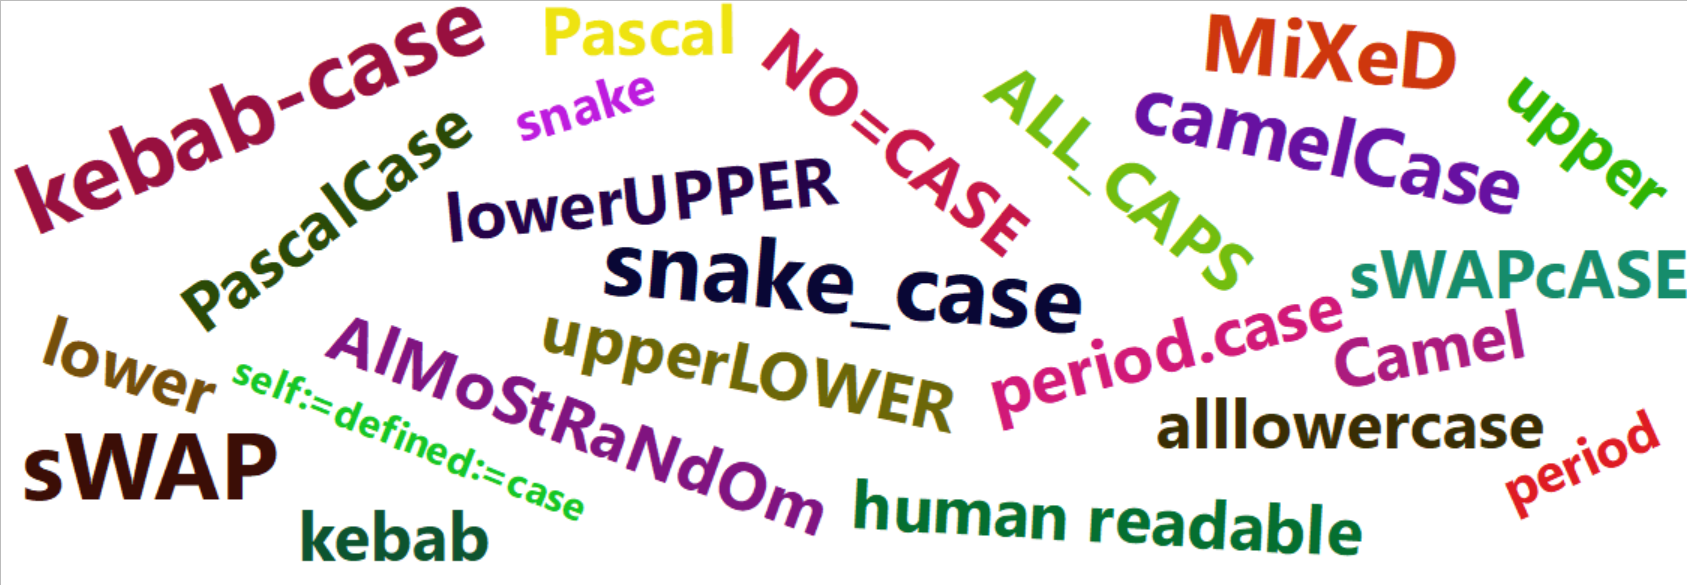 kebab-case
Pascal
MiXeD
snake
NO=CASE
ALL_CAPS
camelCase
upper
PascalCase
lowerUPPER
snake_case
sWAPcASE
lower
self:=defined:=case
AlMoStRaNdOm
upperLOWER
period.case
Camel
alllowercase
sWAP
period
kebab
human readable